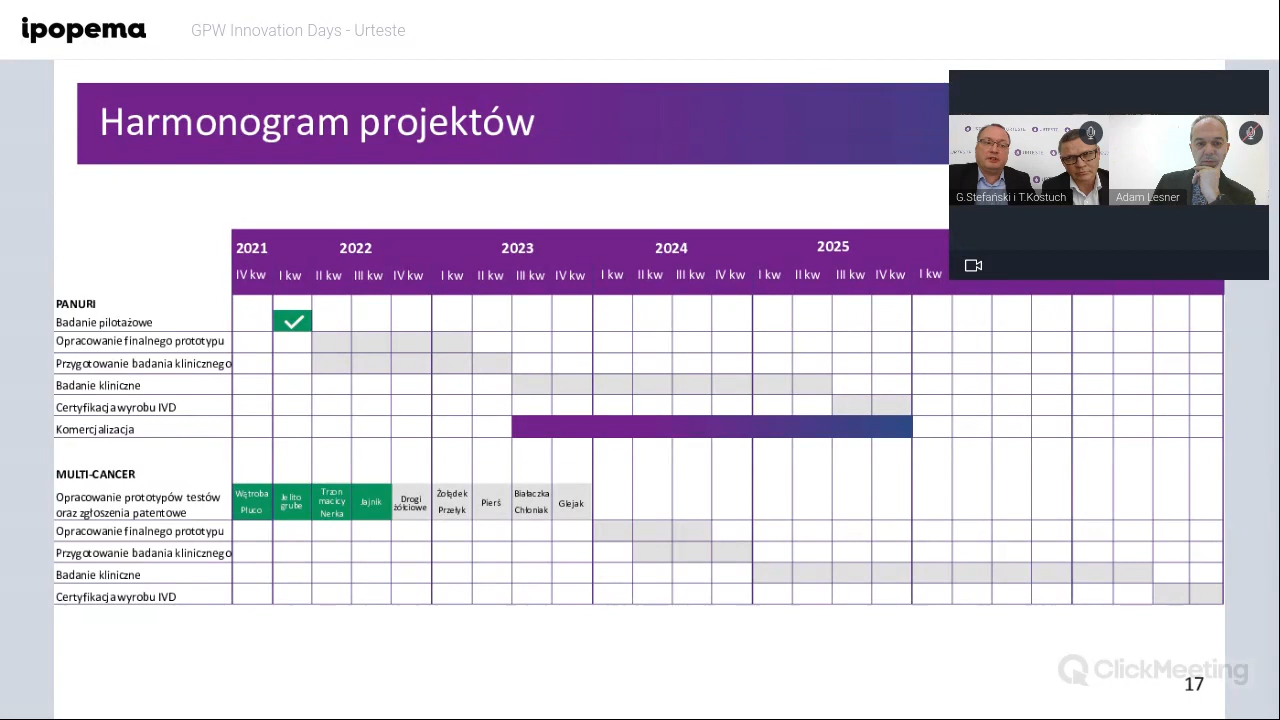 ipopema
GPW Innovation Days - Urteste
Harmonogram projektów
G.Stefański i T.Kostuch
Adam Lesner
2021 2022 2023 2024 2025
IV kw I kw II kw III kw IV kw I kw II kw III kw IV kw I kw II kw III kw IV kw I kw II kw III kw IV kw I kw
PANURI
Badanie pilotażowe
Opracowanie finalnego prototypu
Przygotowanie badania klinicznego
Badanie kliniczne
Certyfikacja wyrobu IVD
Komercjalizacja
MULTI-CANCER
Opracowanie prototypów testów
oraz zgłoszenia patentowe
Wątroba
Płuco
Jelito
grube
Trzon
macicy
Nerka
Jajnik
Drogi
żółciowe
Żołądek
Przełyk
Pierś
Białaczka
Chłoniak
Glejak
Opracowanie finalnego prototypu
Przygotowanie badania klinicznego
Badanie kliniczne
Certyfikacja wyrobu IVD
ClickMeeting
17